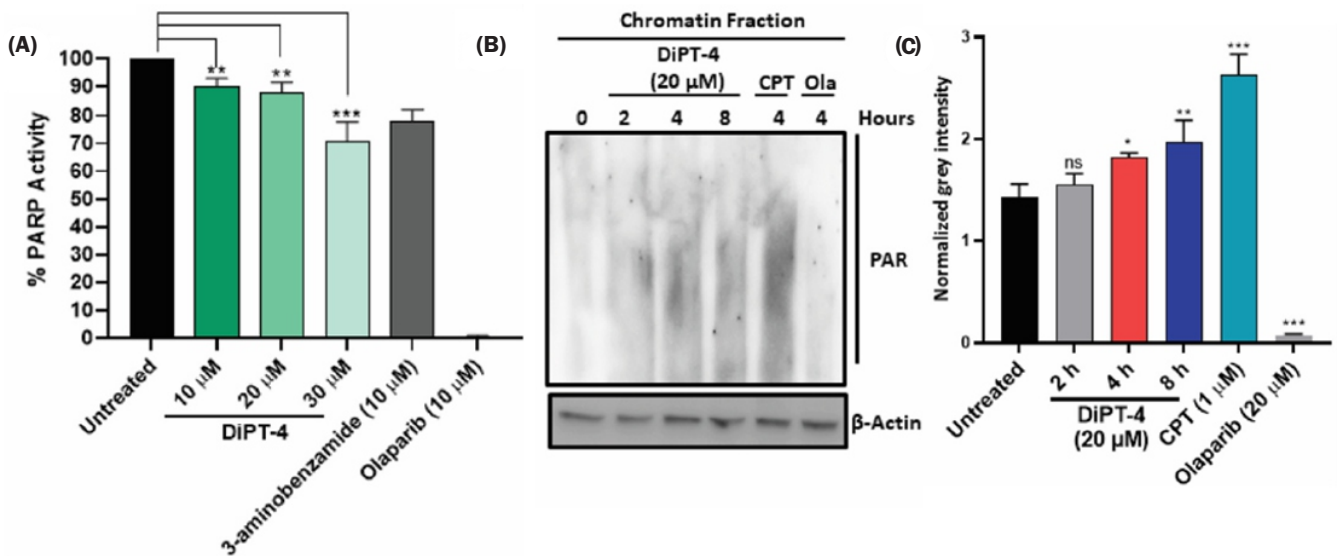 (A)
% PARP Activity
100
90
80
70
60
50
40
30
20
10
0
**
**
***
Untreated
10 µM
20 µM
30 µM
DiPT-4
3-aminobenzamide (10 µM)
Olaparib (10 µM)
(B)
Chromatin Fraction
DiPT-4
(20 µM) CPT Ola
0 2 4 8 4 4 Hours
PAR
β-Actin
(C)
Normalized grey intensity
3
2
1
0
ns
*
**
***
***
Untreated
2 h
4 h
8 h
DiPT-4
(20 µM)
CPT (1 µM)
Olaparib (20 µM)